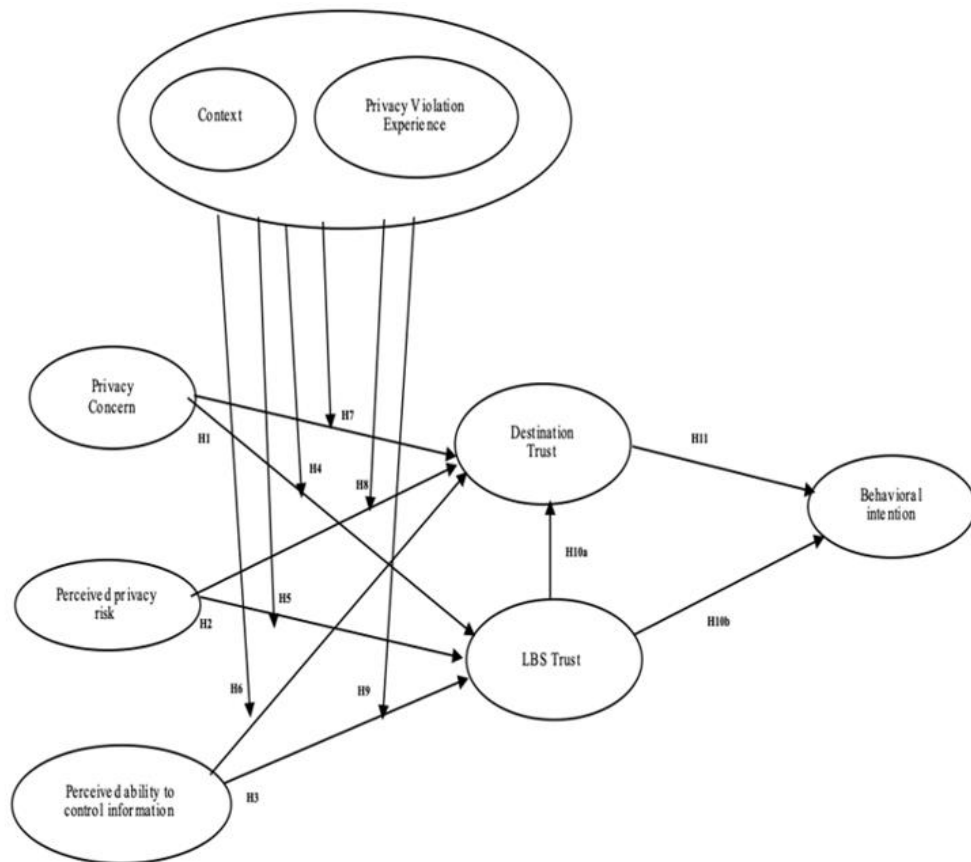 Context
Privacy Violation
Experience
Privacy
Concern
H7
H1
H4
Destination
Trust
H11
H8
Behavioral
intention
H10a
Perceived privacy
risk
H5
H2
H10b
LBS Trust
H6
H9
Perceived ability to
control information
H3